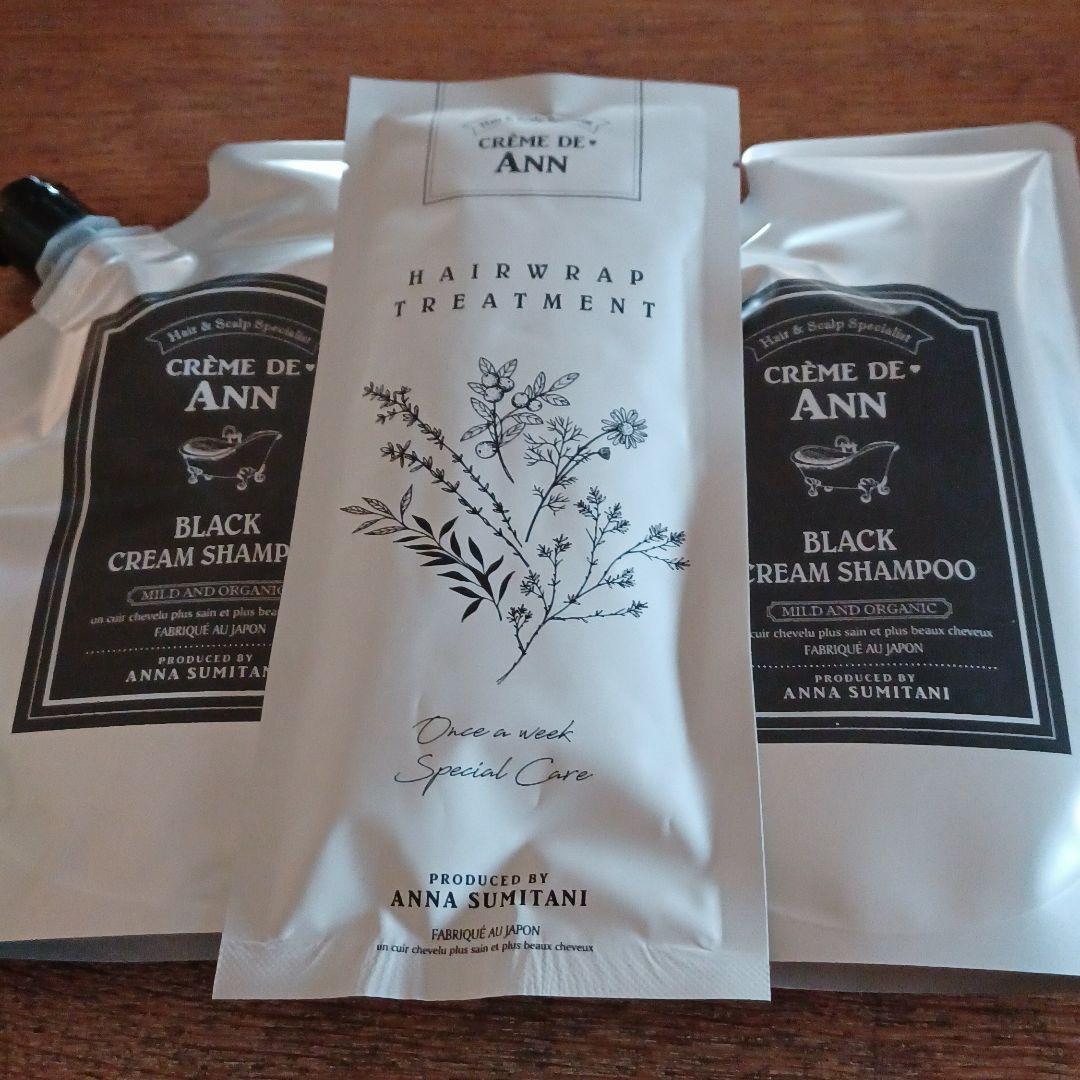 Hair & Scalp Specialist
CRÈME DE
ANN
BLACK
CREAM SHAMP
MILD AND ORGANIC
un cuir chevelu plus sain et plus beau
FABRIQUÉ AU JAPON
PRODUCED BY
ANNA SUMITAN
CRÈME DE
ANN
HAIRWRAP
TREATMENT
Once a week
Special Care
PRODUCED BY
ANNA SUMITANI
FABRIQUÉ AU JAPON
un cuir chevelu plus sain et plus beaux cheveux
Hair & Scalp Specialist
CRÈME DE
ANN
BLACK
CREAM SHAMPOO
MILD AND ORGANIC
cuir chevelu plus sain et plus beaux cheveux
FABRIQUÉ AU JAPON
PRODUCED BY
ANNA SUMITANI